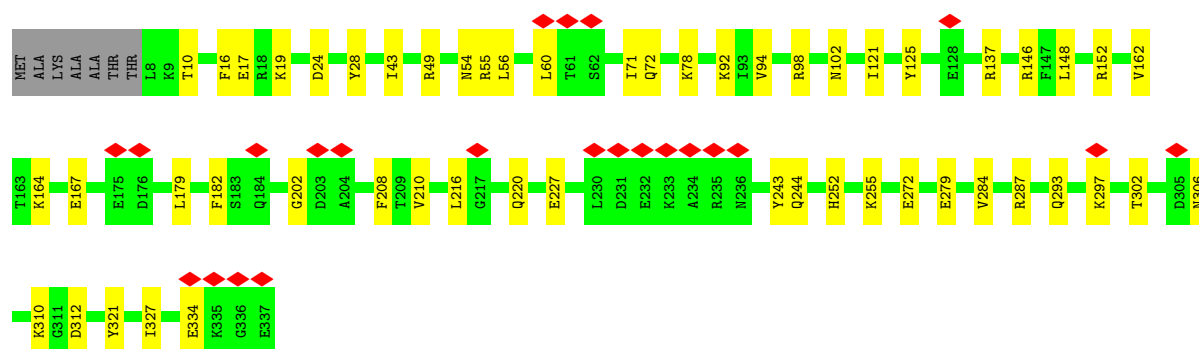 MET ALA LYS ALA ALA THR THR L8 K9 T10 F16 E17 R18 K19 D24 Y28 I43 R49 N54 R55 L56 L60 T61 S62 I71 Q72 K78 K92 I93 V94 R98 N102 I121 Y125 E128 R137 R146 F147 L148 R152 V162
T163 K164 E167 E175 D176 L179 F182 S183 Q184 G202 D203 A204 F208 T209 V210 L216 G217 Q220 E227 L230 D231 E232 K233 A234 R235 N236 Y243 Q244 H252 K255 E272 E279 V284 R287 Q293 K297 T302 D305 N306
K310 G311 D312 Y321 I327 E334 K335 G336 E337